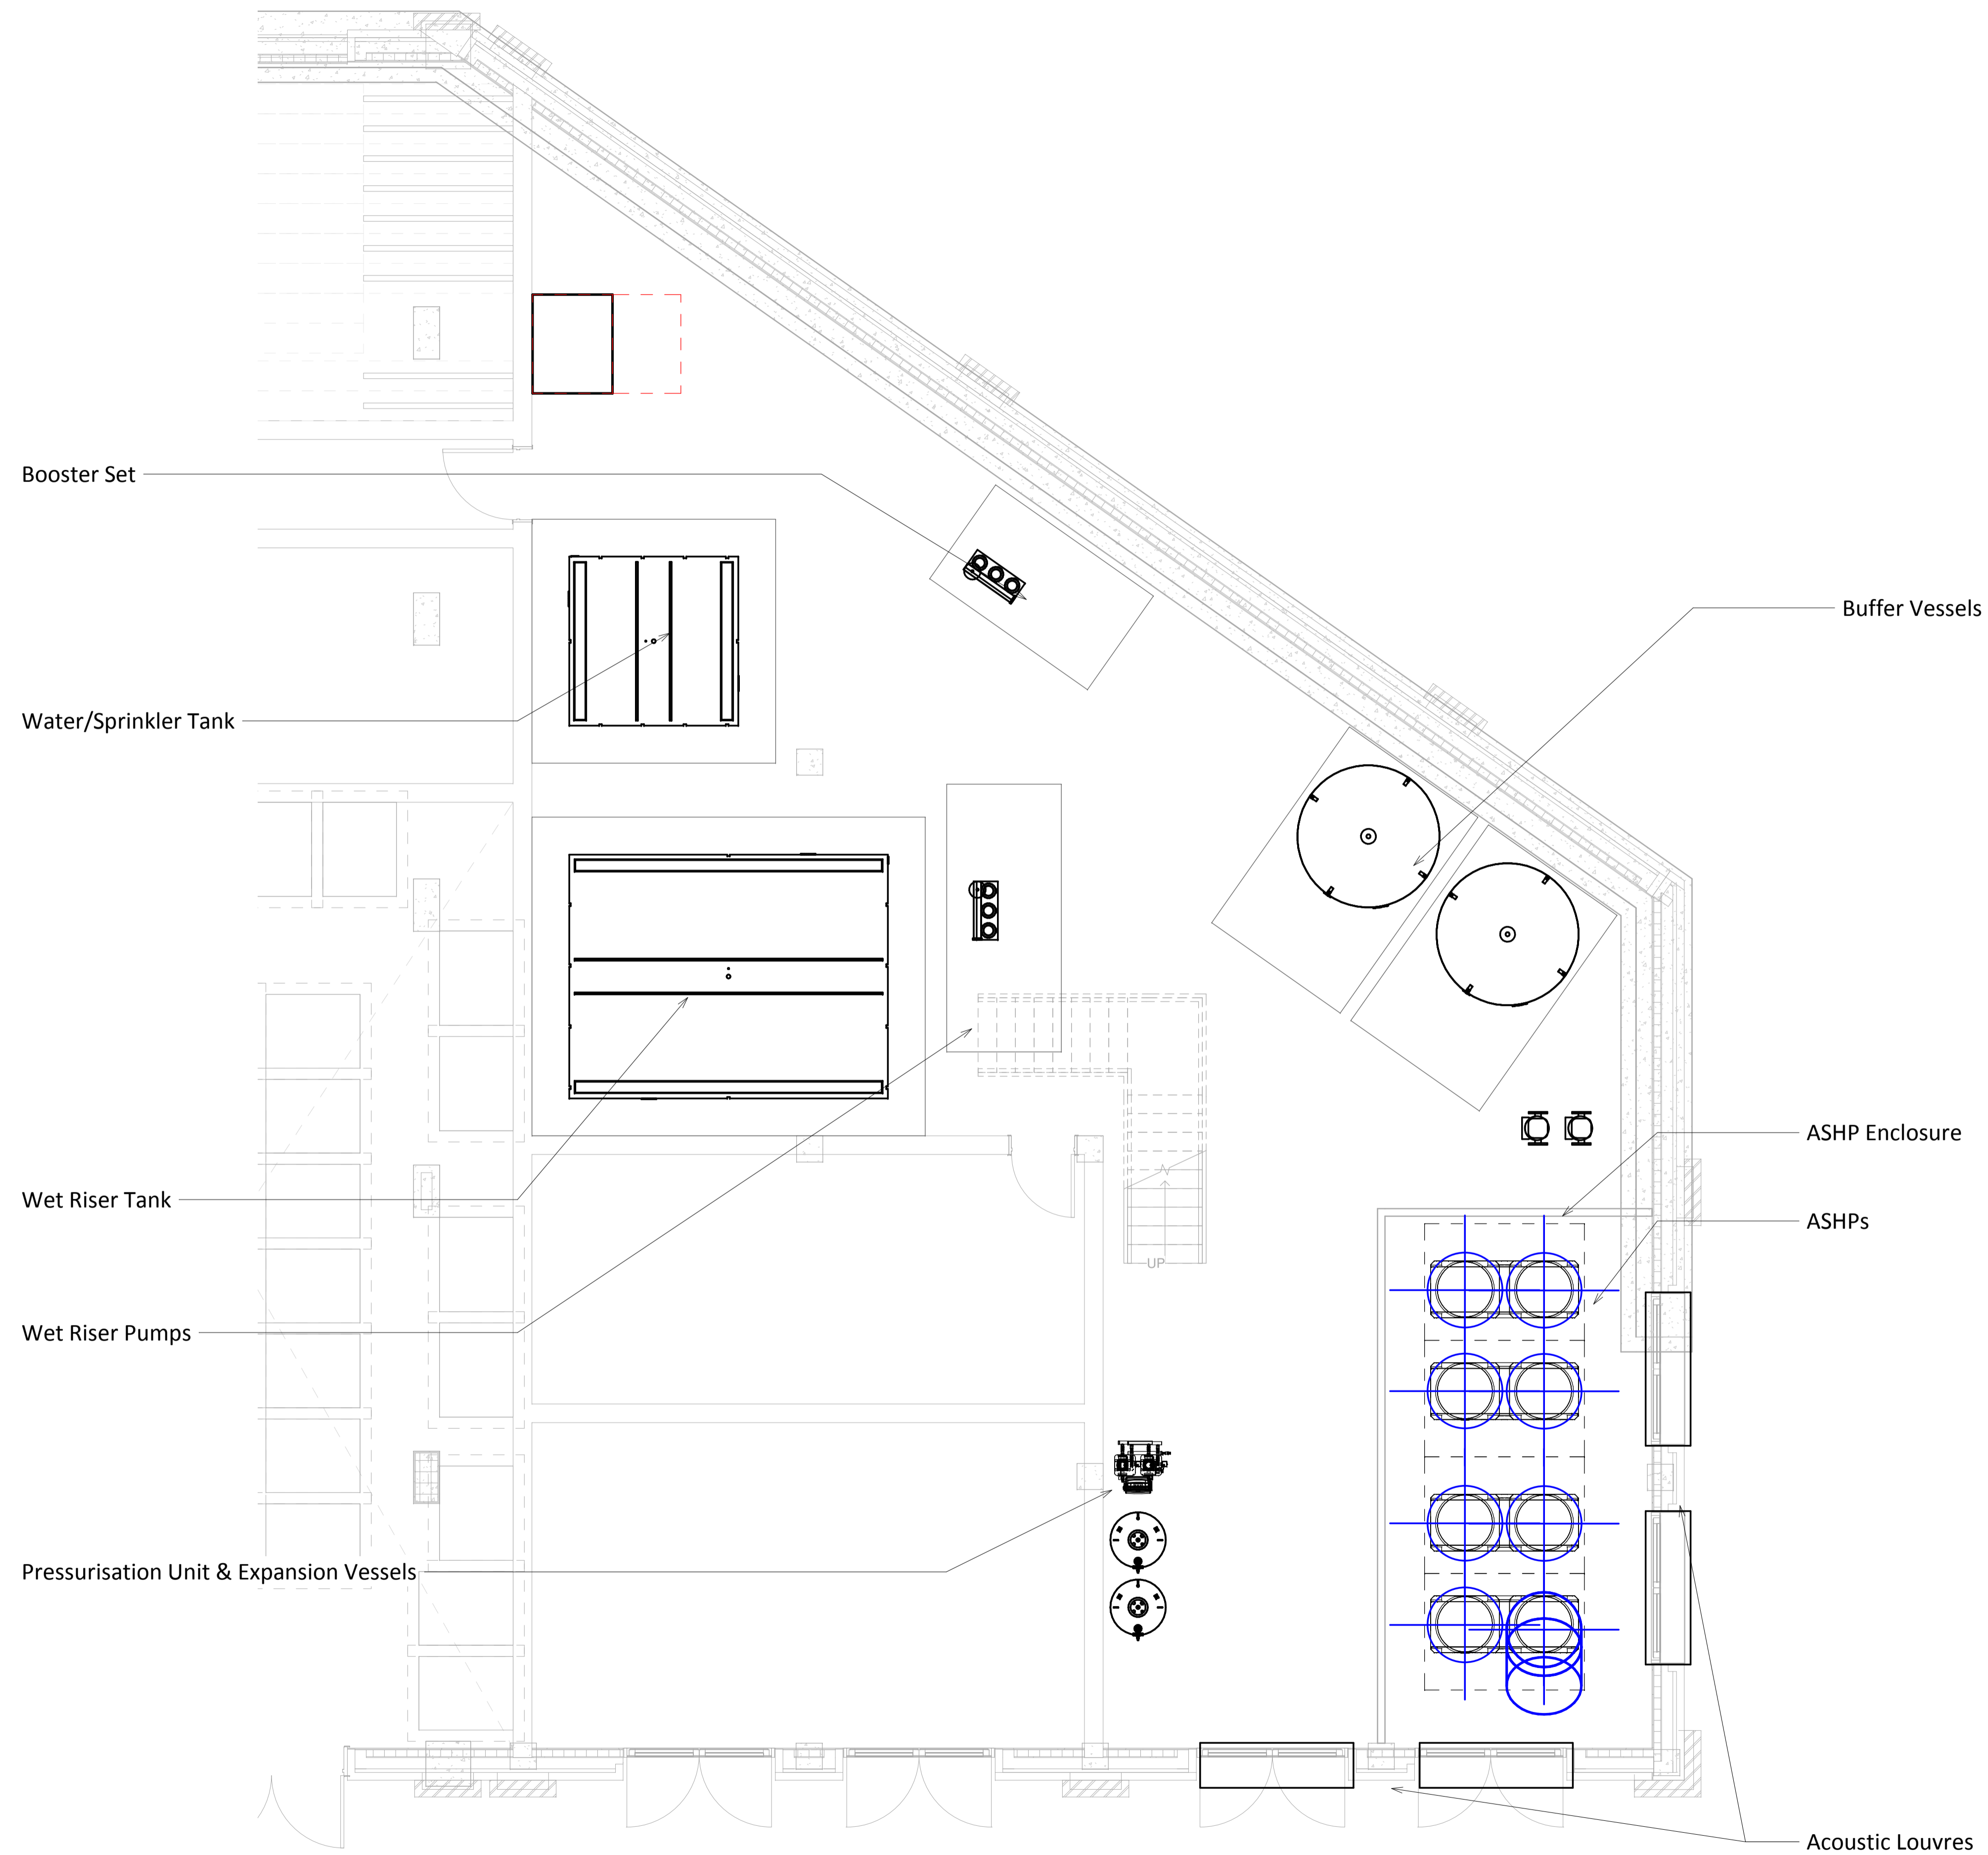 Booster Set
Buffer Vessels
Water/Sprinkler Tank
ASHP Enclosure
Wet Riser Tank
ASHPs
UP
Wet Riser Pumps
Pressurisation Unit & Expansion Vessels
Acoustic Louvres